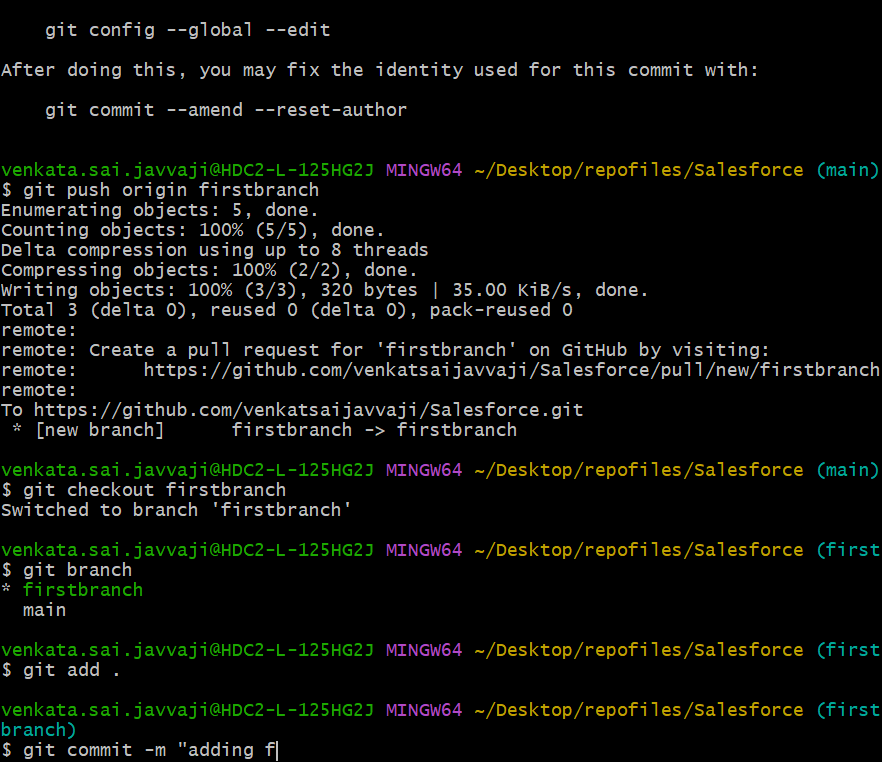 git config --global --edit
After doing this, you may fix the identity used for this commit with:
git commit --amend --reset-author
venkata.sai.javvaji@HDC2-L-125HG2J MINGW64 ~/Desktop/repofiles/Salesforce (main)
$ git push origin firstbranch
Enumerating objects: 5, done.
Counting objects: 100% (5/5), done.
Delta compression using up to 8 threads
Compressing objects: 100% (2/2), done.
Writing objects: 100% (3/3), 320 bytes | 35.00 KiB/s, done.
Total 3 (delta 0), reused 0 (delta 0), pack-reused 0
remote:
remote: Create a pull request for 'firstbranch' on GitHub by visiting:
remote:      https://github.com/venkatsaijavvaji/Salesforce/pull/new/firstbranch
remote:
To https://github.com/venkatsaijavvaji/Salesforce.git
 * [new branch]      firstbranch -> firstbranch
venkata.sai.javvaji@HDC2-L-125HG2J MINGW64 ~/Desktop/repofiles/Salesforce (main)
$ git checkout firstbranch
Switched to branch 'firstbranch'
venkata.sai.javvaji@HDC2-L-125HG2J MINGW64 ~/Desktop/repofiles/Salesforce (first
$ git branch
* firstbranch
  main
venkata.sai.javvaji@HDC2-L-125HG2J MINGW64 ~/Desktop/repofiles/Salesforce (first
$ git add .
venkata.sai.javvaji@HDC2-L-125HG2J MINGW64 ~/Desktop/repofiles/Salesforce (first
branch)
$ git commit -m "adding f